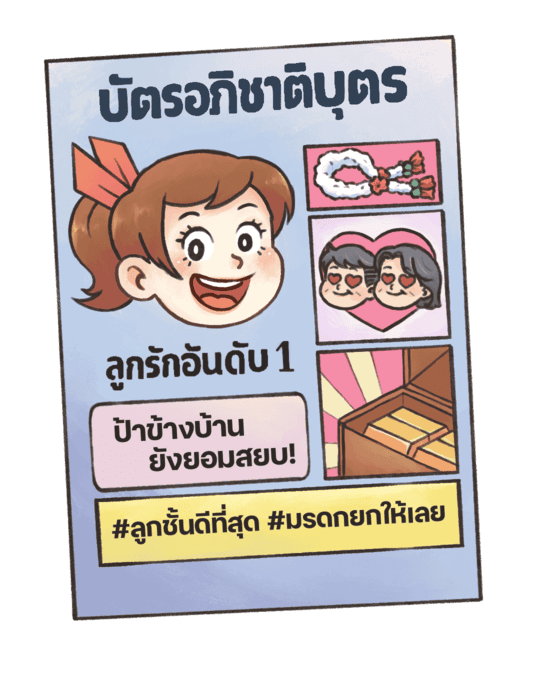 บัตรอภิชาติบุตร
ลูกรักอันดับ 1
ป้าข้างบ้าน
ยังยอมสยบ!
#ลูกชั้นดีที่สุด #มรดกยกให้เลย